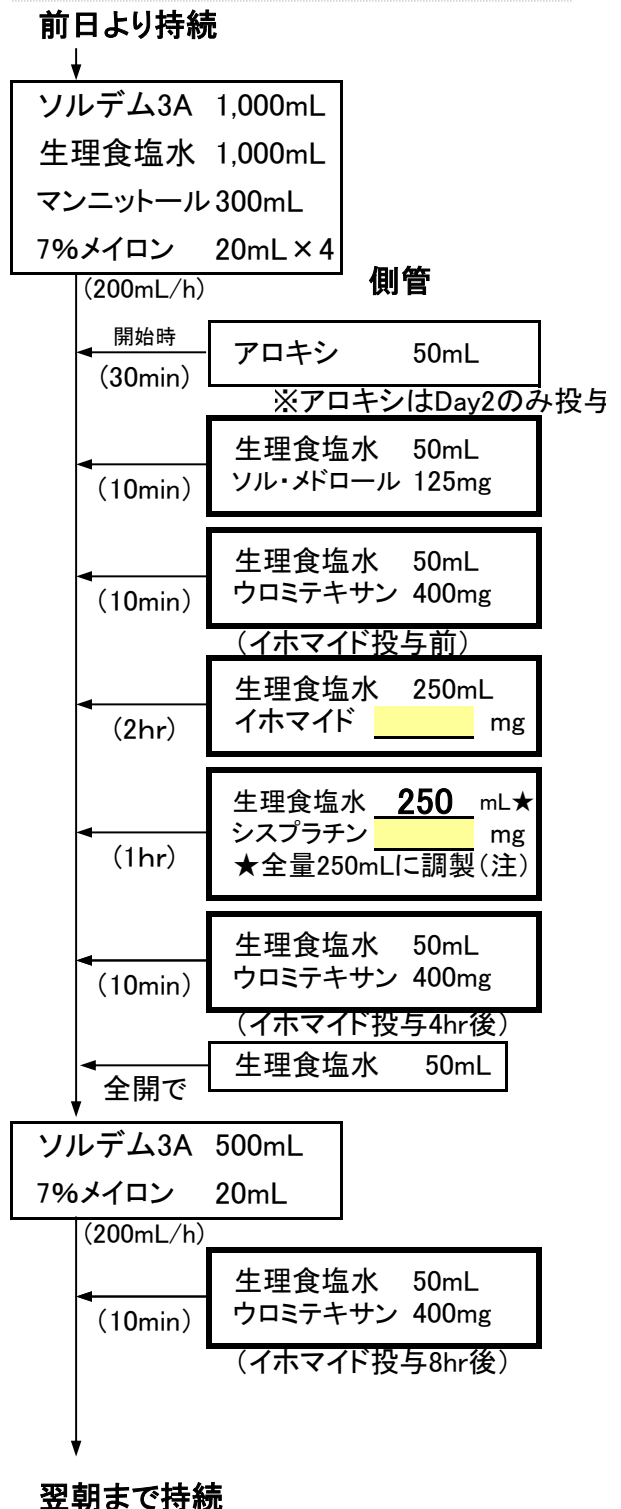 前日より持続
ソルデム3A 1,000mL
生理食塩水 1,000mL
マンニットール 300mL
7%メイロン 20mL×4
(200mL/h)
側管
開始時
アロキシ 50mL
(30min)
※アロキシはDay2のみ投与
生理食塩水 50mL
ソル・メドロール 125mg
(10min)
生理食塩水 50mL
ウロミテキサン 400mg
(10min)
(イホマイド投与前)
生理食塩水 250mL
イホマイド mg
(2hr)
生理食塩水 250 mL★
シスプラチン mg
★全量250mLに調製(注)
(1hr)
生理食塩水 50mL
ウロミテキサン 400mg
(10min)
(イホマイド投与4hr後)
生理食塩水 50mL
全開で
ソルデム3A 500mL
7%メイロン 20mL
(200mL/h)
生理食塩水 50mL
ウロミテキサン 400mg
(10min)
(イホマイド投与8hr後)
翌朝まで持続